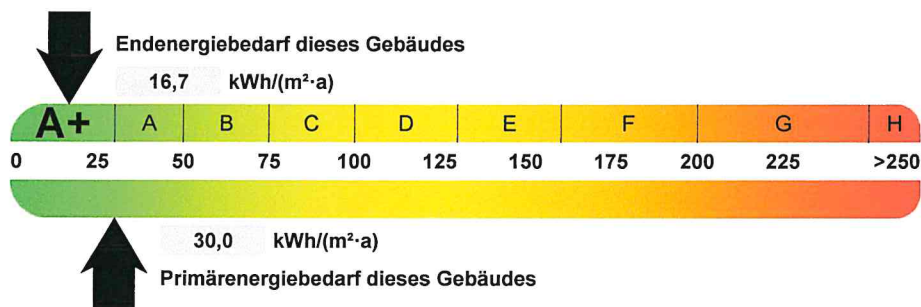 Endenergiebedarf dieses Gebäudes
16,7 kWh/(m²·a)
A+ A B C D E F G H
0 25 50 75 100 125 150 175 200 225 >250
30,0 kWh/(m²·a)
Primärenergiebedarf dieses Gebäudes